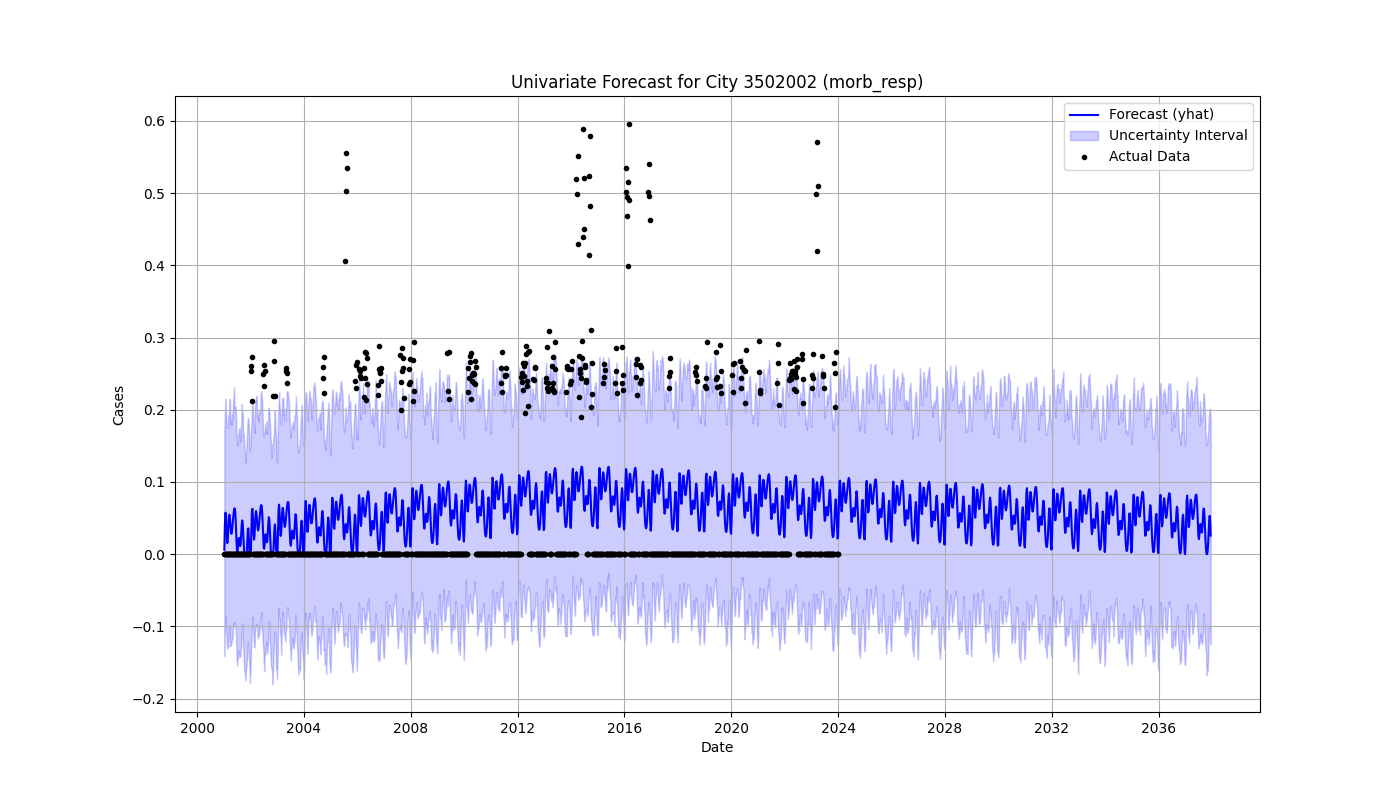 Univariate Forecast for City 3502002 (morb_resp)
Forecast (yhat)
Uncertainty Interval
Actual Data
Cases
0.6
0.5
0.4
0.3
0.2
0.1
0.0
−0.1
−0.2
2000 2004 2008 2012 2016 2020 2024 2028 2032 2036
Date